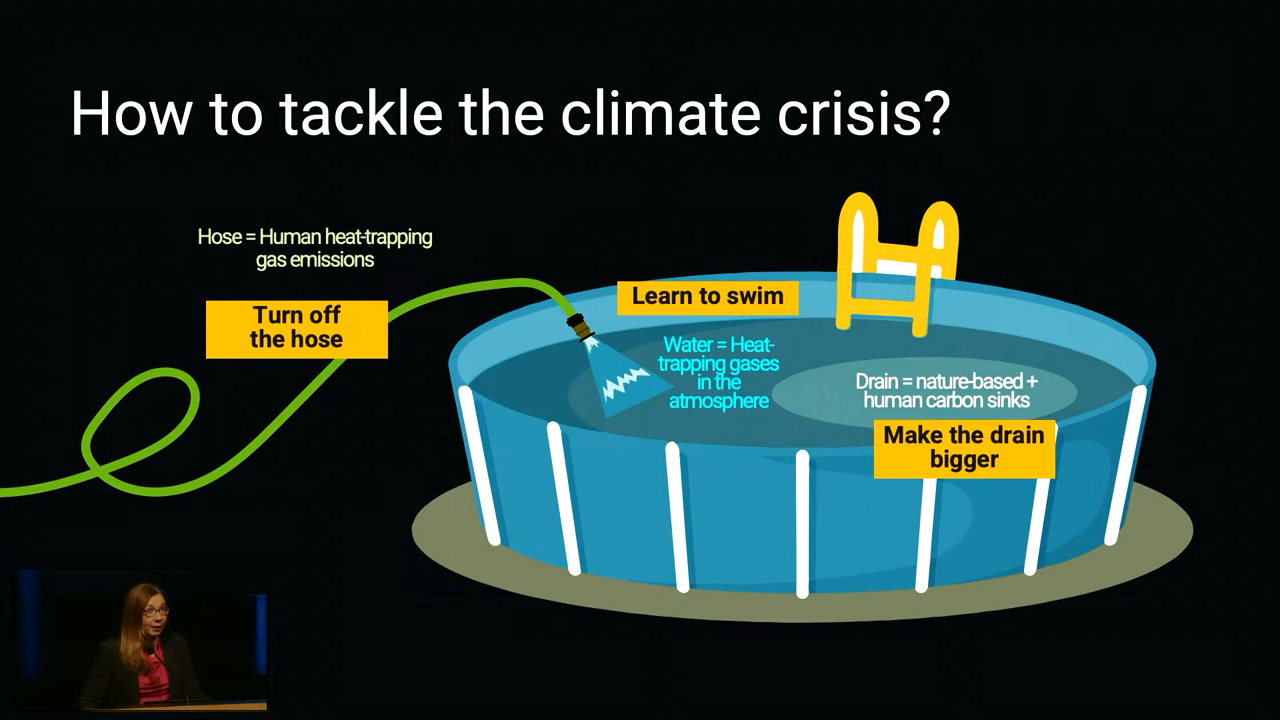 How to tackle the climate crisis?
Hose = Human heat-trapping
gas emissions
Turn off
the hose
Learn to swim
Water = Heat-
trapping gases
in the
atmosphere
Drain = nature-based +
human carbon sinks
Make the drain
bigger